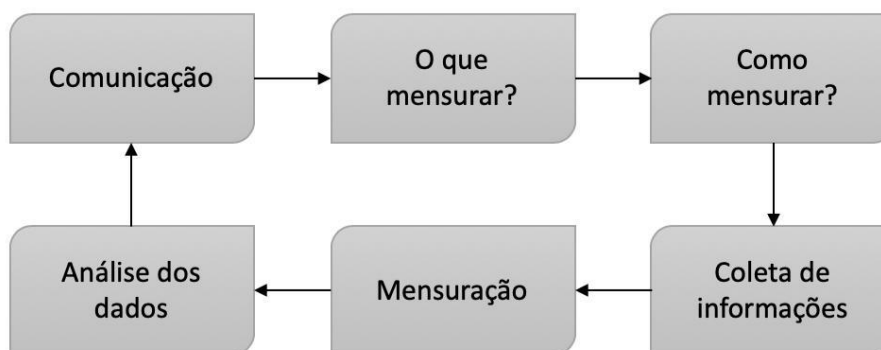 Comunicação
O que
mensurar?
Como
mensurar?
Análise dos
dados
Mensuração
Coleta de
informações